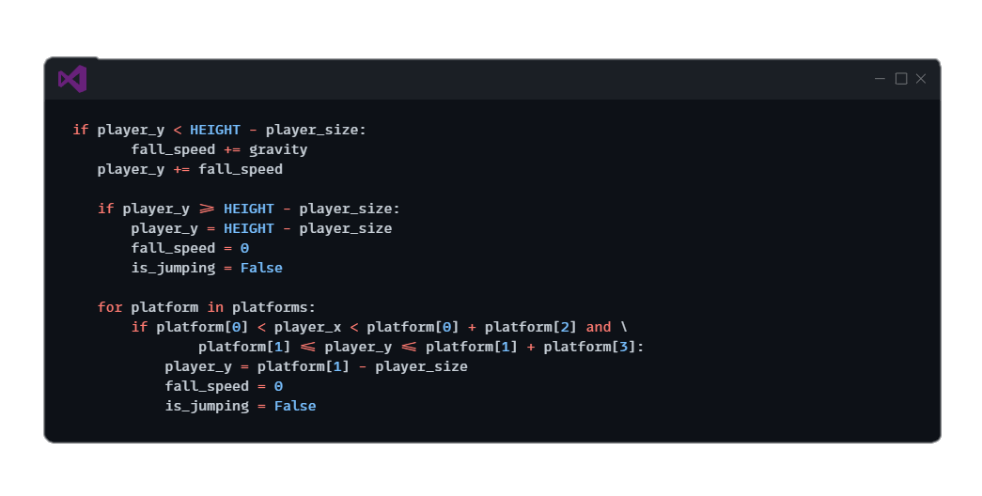 if player_y < HEIGHT - player_size:
        fall_speed += gravity
    player_y += fall_speed

    if player_y >= HEIGHT - player_size:
        player_y = HEIGHT - player_size
        fall_speed = 0
        is_jumping = False

    for platform in platforms:
        if platform[0] < player_x < platform[0] + platform[2] and \
                platform[1] <= player_y <= platform[1] + platform[3]:
            player_y = platform[1] - player_size
            fall_speed = 0
            is_jumping = False